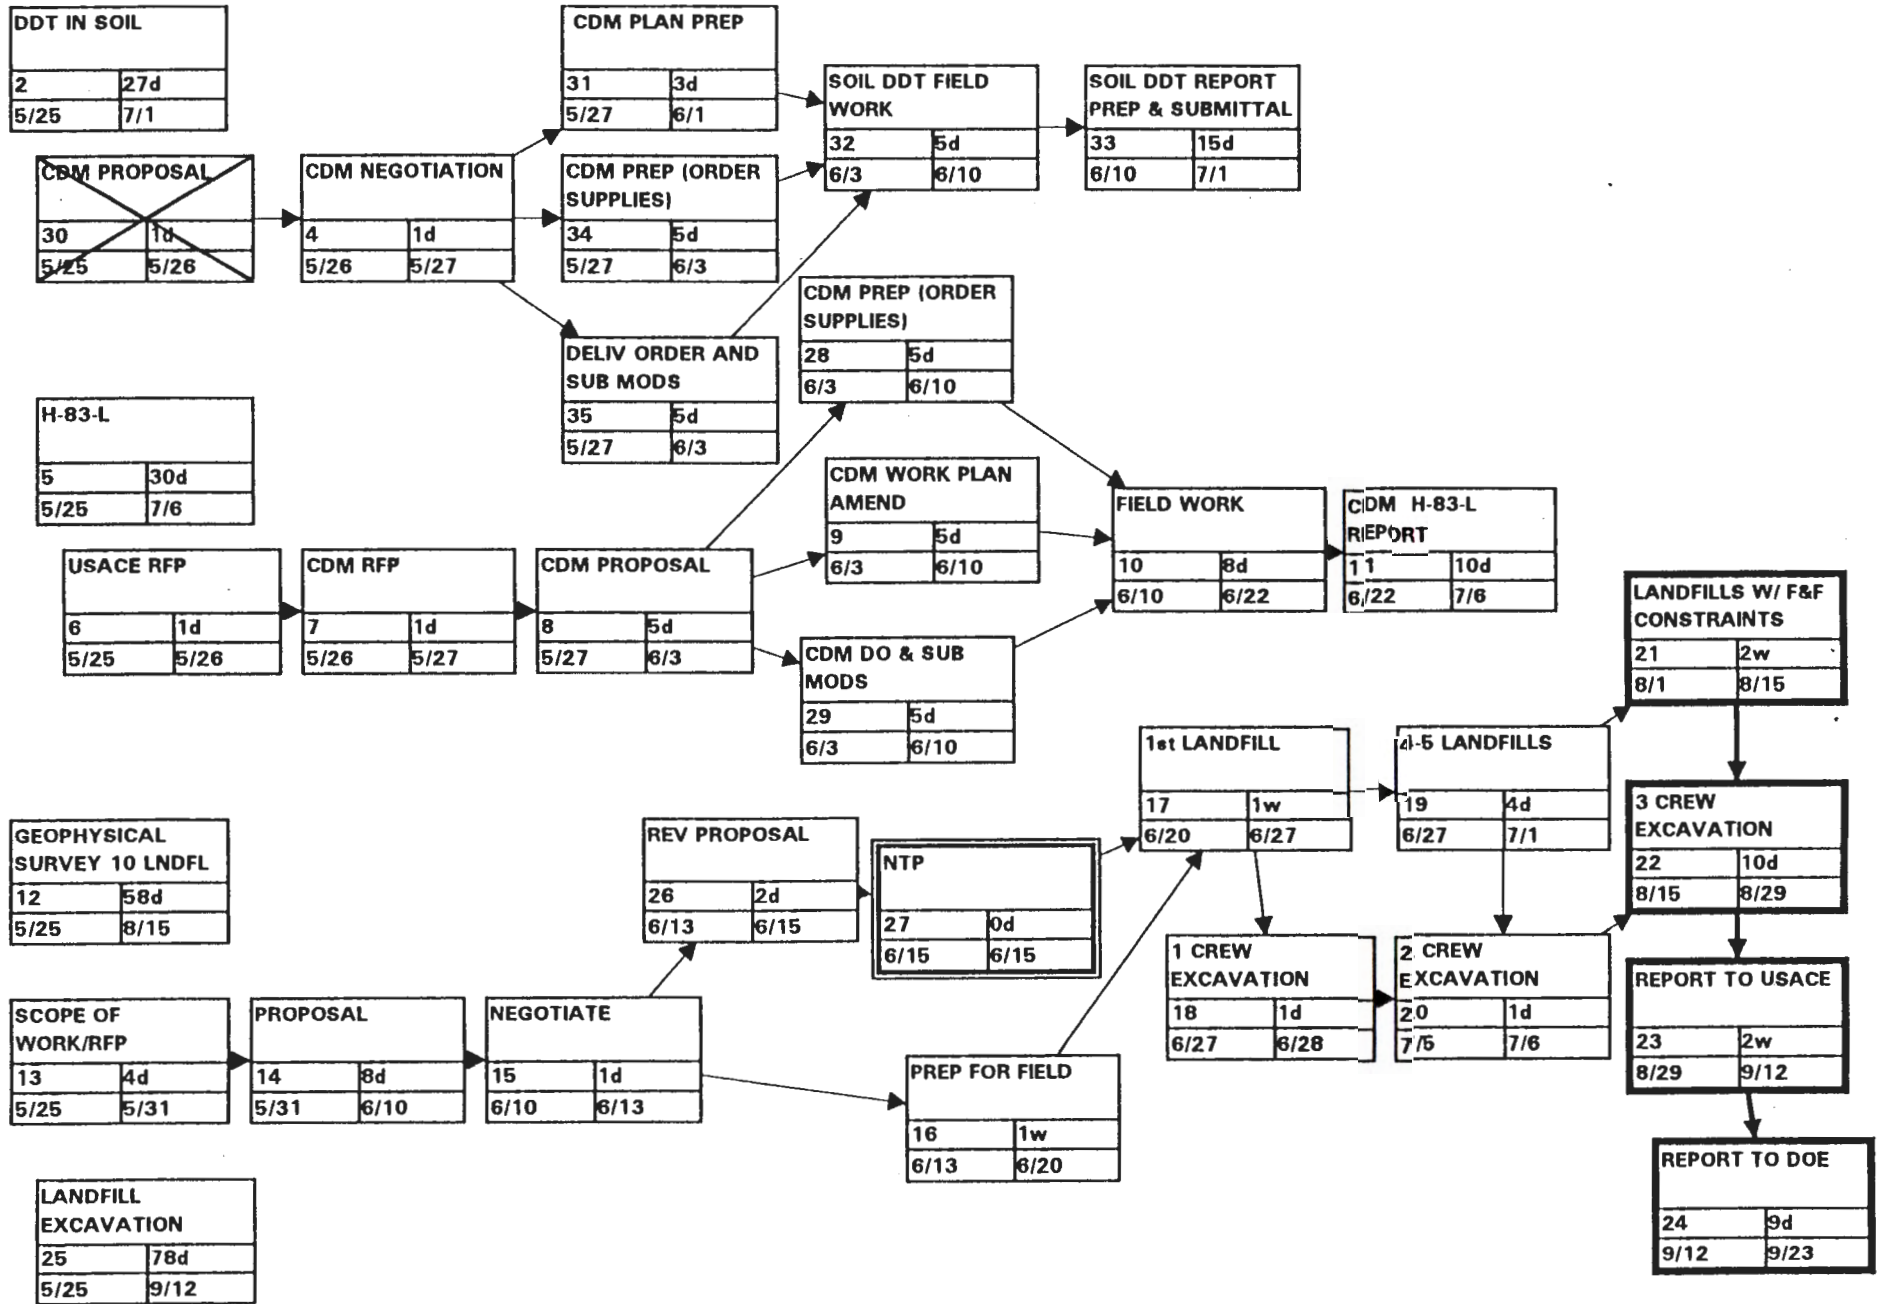 DDT IN SOIL
2 27d
5/25 7/1
CDM PLAN PREP
31 3d
5/27 6/1
SOIL DDT FIELD
WORK
32 5d
6/3 6/10
SOIL DDT REPORT
PREP & SUBMITTAL
33 15d
6/10 7/1
CDM PROPOSAL
30 1d
5/25 5/26
CDM NEGOTIATION
4 1d
5/26 5/27
CDM PREP (ORDER
SUPPLIES)
34 5d
5/27 6/3
DELIV ORDER AND
SUB MODS
35 5d
5/27 6/3
CDM PREP (ORDER
SUPPLIES)
28 5d
6/3 6/10
H-83-L
5 30d
5/25 7/6
USACE RFP
6 1d
5/25 5/26
CDM RFP
7 1d
5/26 5/27
CDM PROPOSAL
8 5d
5/27 6/3
CDM WORK PLAN
AMEND
9 5d
6/3 6/10
CDM DO & SUB
MODS
29 5d
6/3 6/10
FIELD WORK
10 8d
6/10 6/22
CDM H-83-L
REPORT
11 10d
6/22 7/6
GEOPHYSICAL
SURVEY 10 LNDFL
12 58d
5/25 8/15
SCOPE OF
WORK/RFP
13 4d
5/25 5/31
PROPOSAL
14 8d
5/31 6/10
NEGOTIATE
15 1d
6/10 6/13
REV PROPOSAL
26 2d
6/13 6/15
NTP
27 0d
6/15 6/15
PREP FOR FIELD
16 1w
6/13 6/20
1st LANDFILL
17 1w
6/20 6/27
4-5 LANDFILLS
19 4d
6/27 7/1
1 CREW
EXCAVATION
18 1d
6/27 6/28
2 CREW
EXCAVATION
20 1d
7/5 7/6
LANDFILLS W/ F&F
CONSTRAINTS
21 2w
8/1 8/15
3 CREW
EXCAVATION
22 10d
8/15 8/29
REPORT TO USACE
23 2w
8/29 9/12
REPORT TO DOE
24 9d
9/12 9/23
LANDFILL
EXCAVATION
25 78d
5/25 9/12